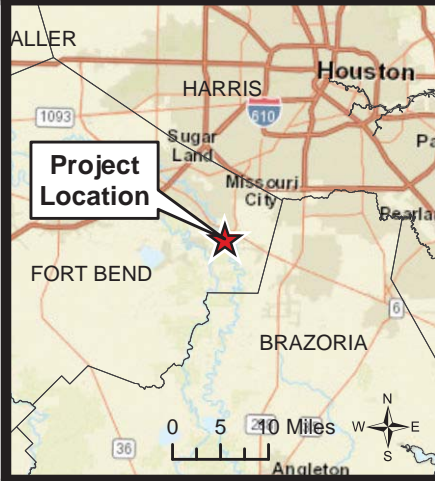 ALLER
HARRIS
Houston
1093
610
Sugar
Land
Pa
Project
Location
Missouri
City
Pearla
FORT BEND
BRAZORIA
6
0 5 10 Miles
N
W E
S
36
Angleton